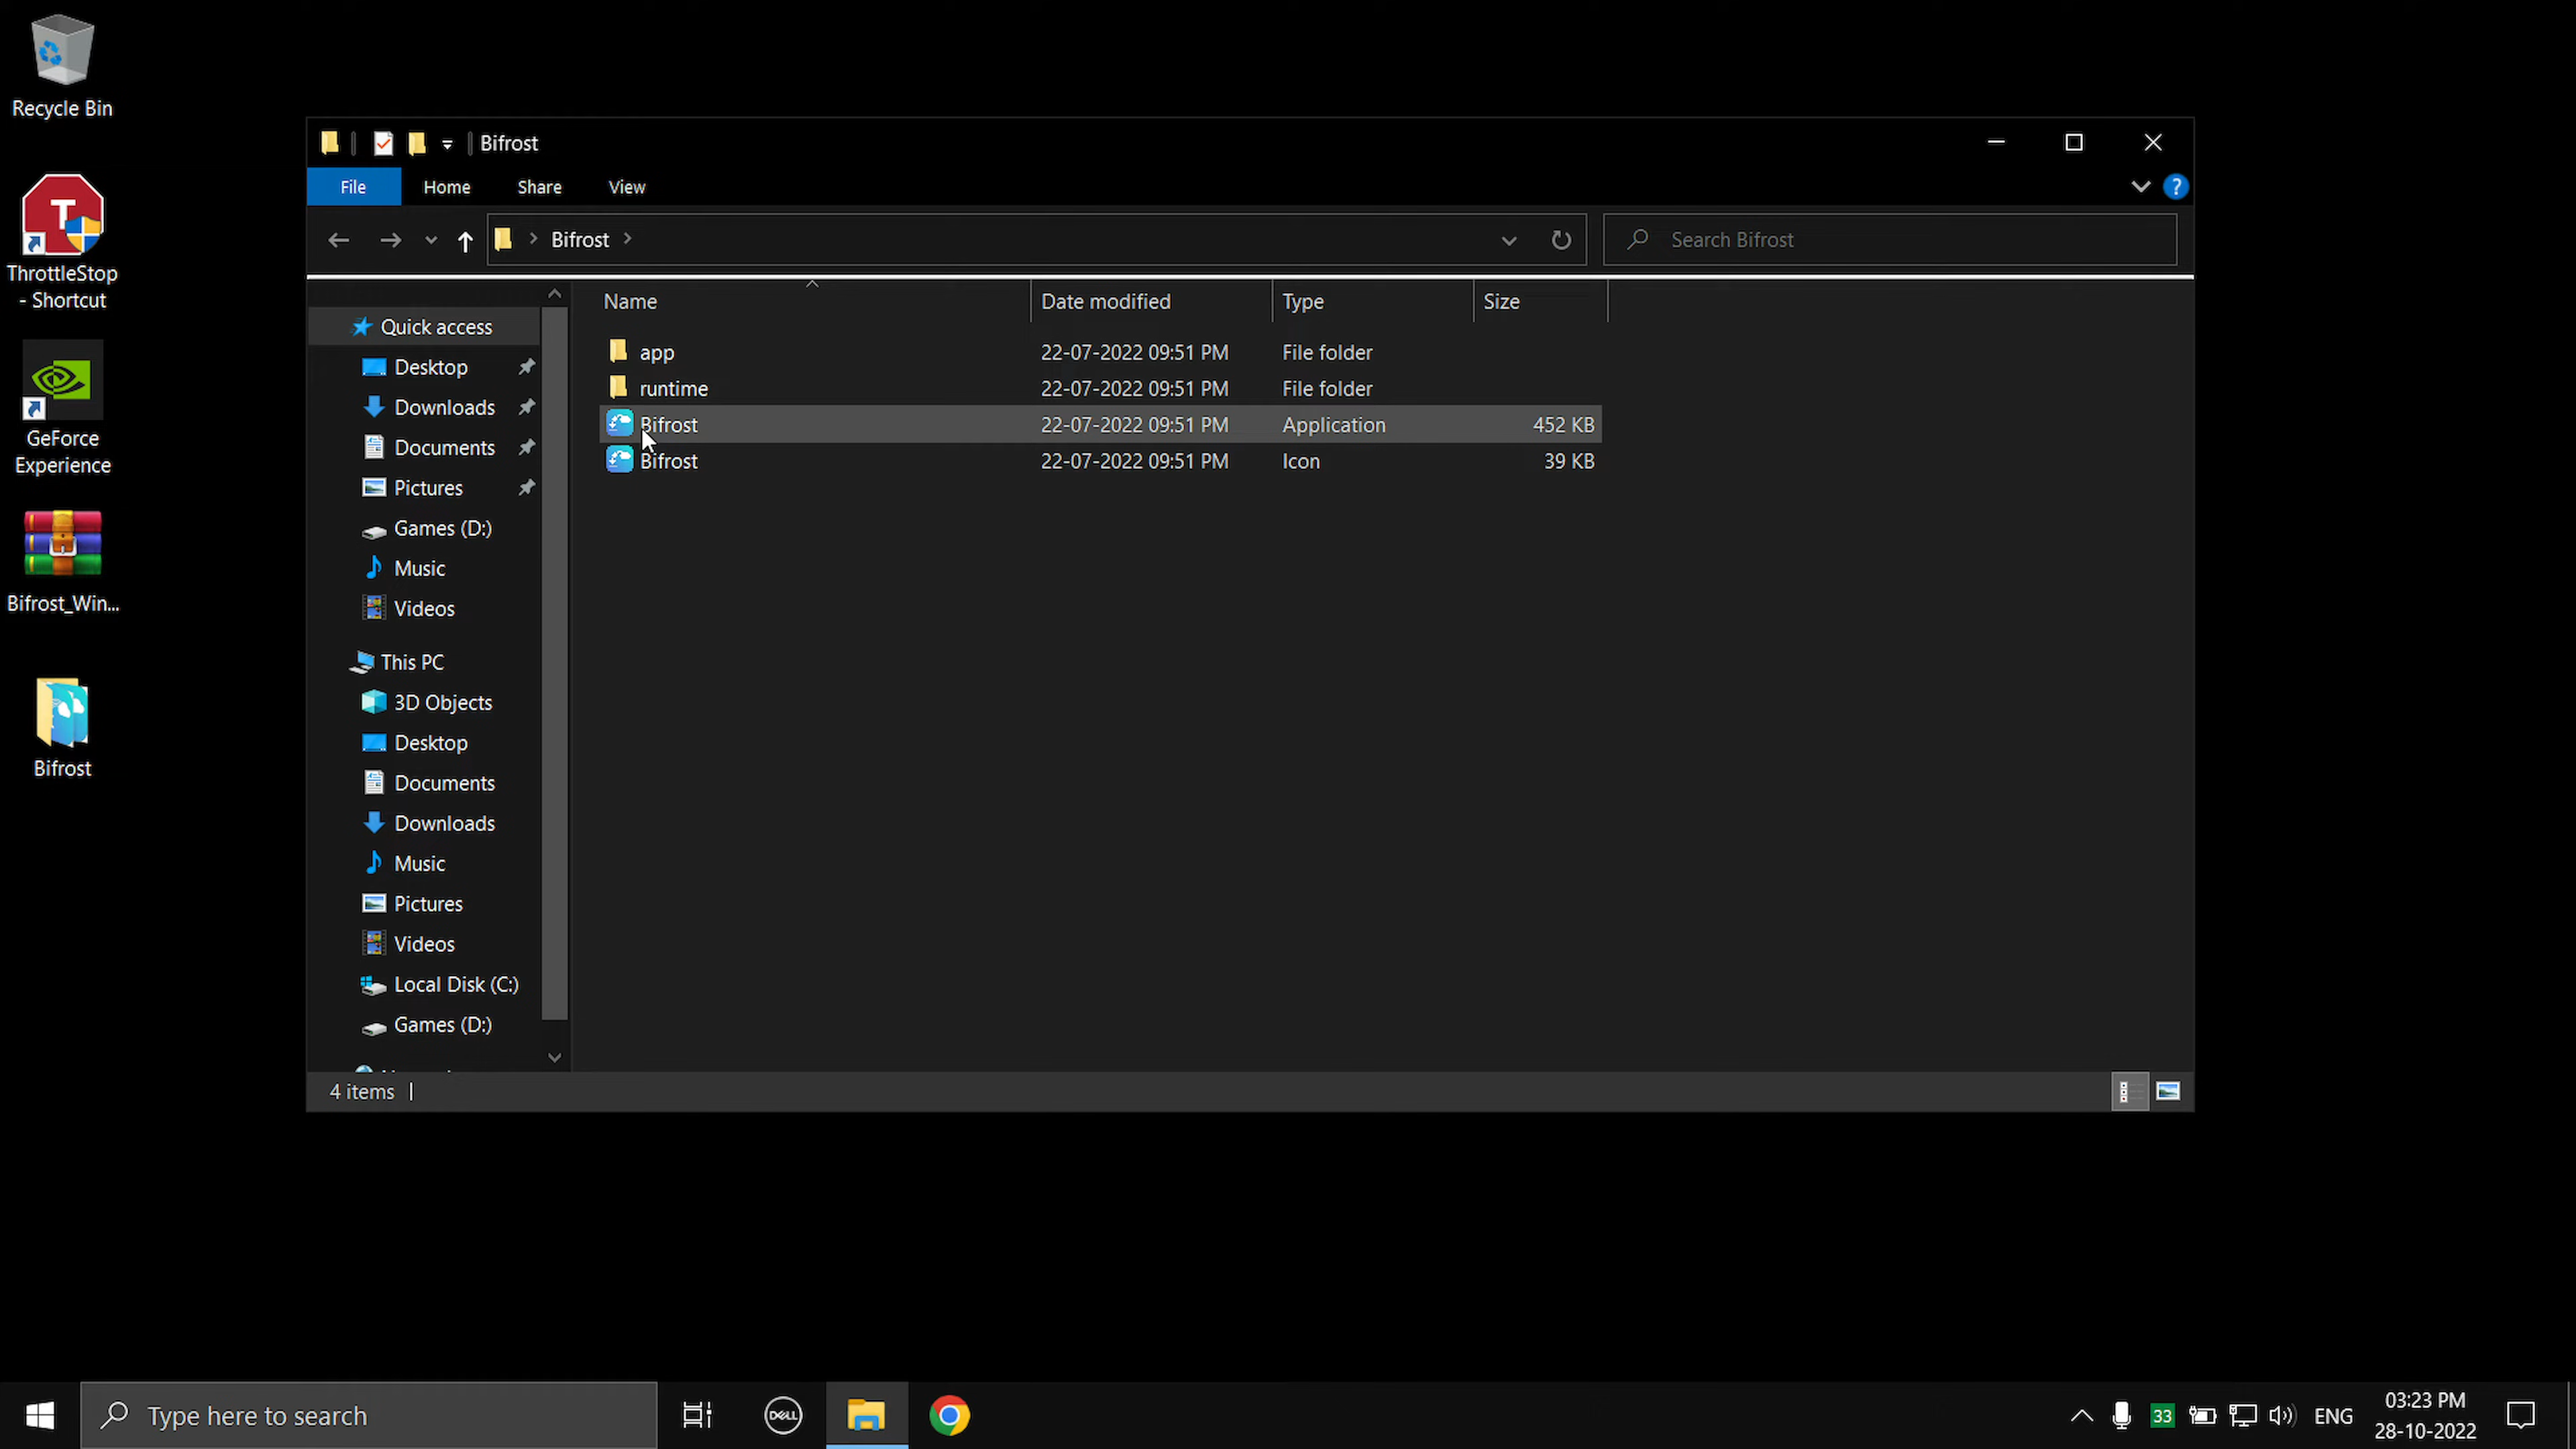 Recycle Bin
ThrottleStop
- Shortcut
GeForce
Experience
Bifrost_Win...
Bifrost
Bifrost
File Home Share View
Bifrost
Search Bifrost
Name Date modified Type Size
Quick access
Desktop
Downloads
Documents
Pictures
Games (D:)
Music
Videos
This PC
3D Objects
Desktop
Documents
Downloads
Music
Pictures
Videos
Local Disk (C:)
Games (D:)
app 22-07-2022 09:51 PM File folder
runtime 22-07-2022 09:51 PM File folder
Bifrost 22-07-2022 09:51 PM Application 452 KB
Bifrost 22-07-2022 09:51 PM Icon 39 KB
4 items
Type here to search
DELL
33
ENG
03:23 PM
28-10-2022